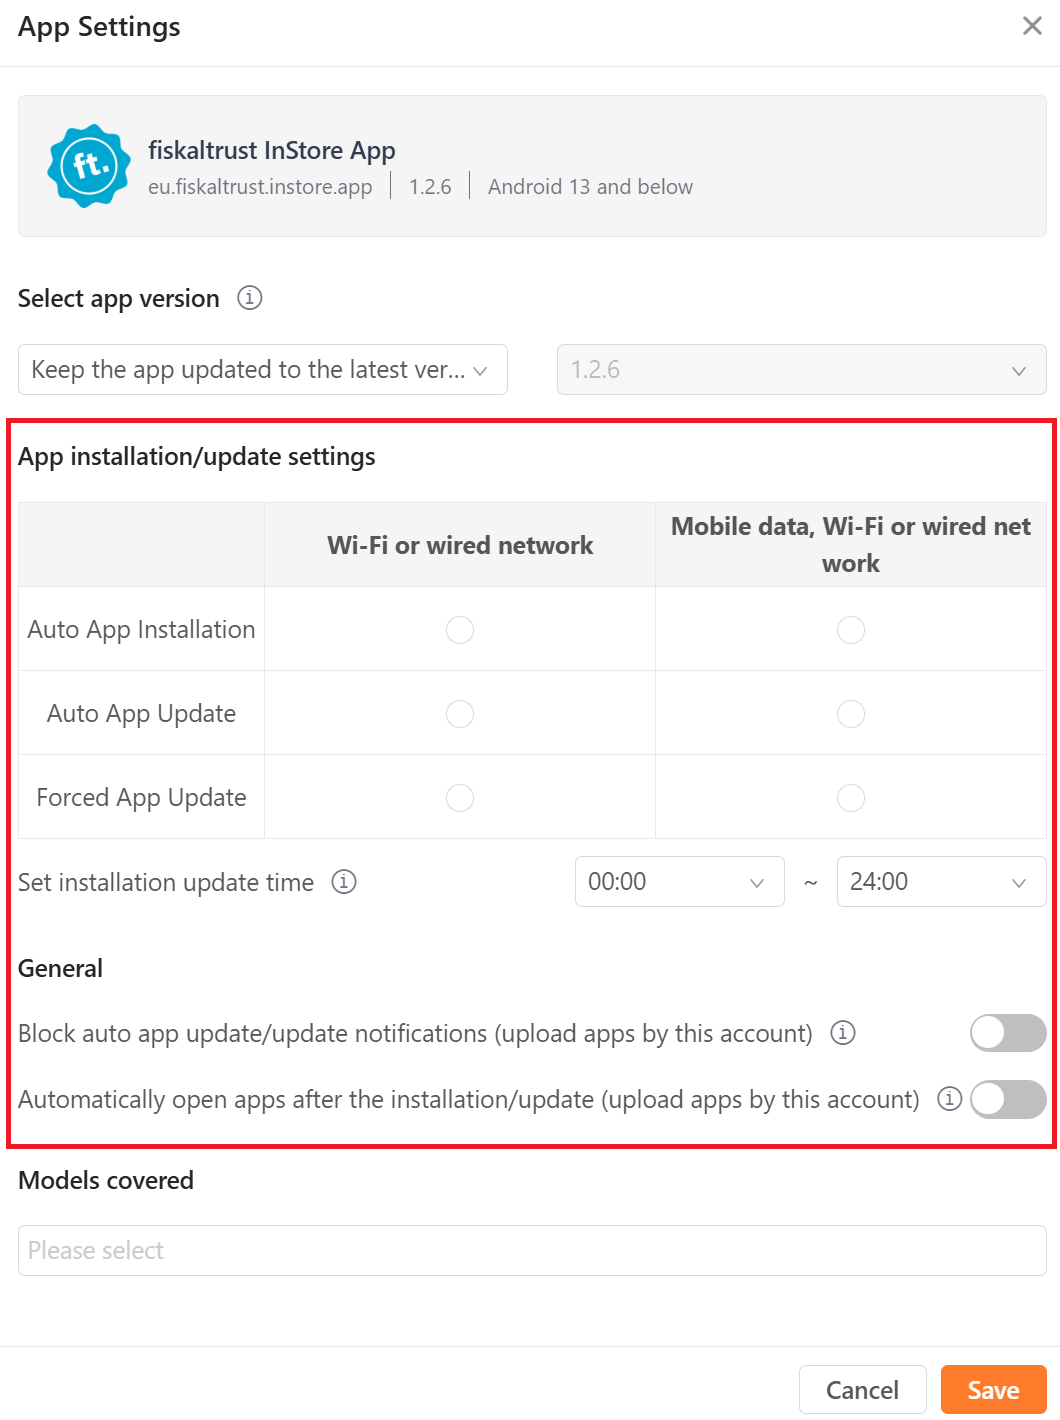 App Settings
ft.
fiskaltrust InStore App
eu.fiskaltrust.instore.app | 1.2.6 | Android 13 and below
Select app version
Keep the app updated to the latest ver... 1.2.6
App installation/update settings
Wi-Fi or wired network
Mobile data, Wi-Fi or wired net
work
Auto App Installation
Auto App Update
Forced App Update
Set installation update time 00:00 ~ 24:00
General
Block auto app update/update notifications (upload apps by this account)
Automatically open apps after the installation/update (upload apps by this account)
Models covered
Please select
Cancel Save